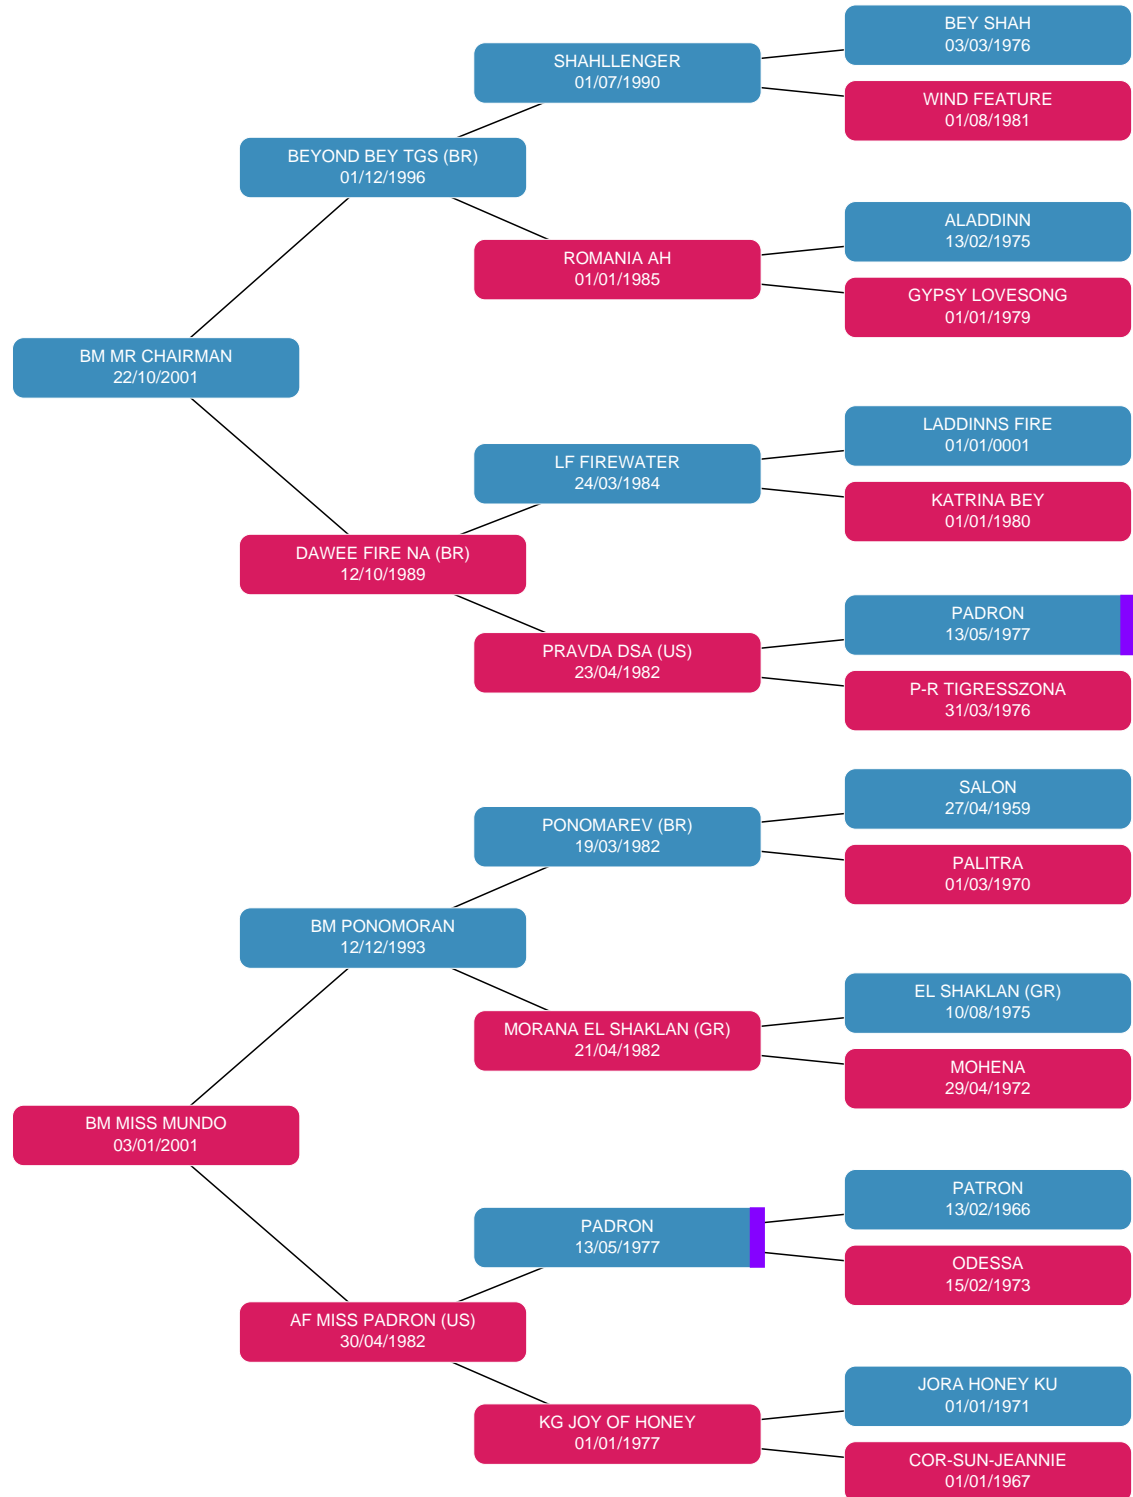 BEY SHAH
03/03/1976
SHAHLLENGER
01/07/1990
WIND FEATURE
01/08/1981
BEYOND BEY TGS (BR)
01/12/1996
ALADDINN
13/02/1975
ROMANIA AH
01/01/1985
GYPSY LOVESONG
01/01/1979
BM MR CHAIRMAN
22/10/2001
LADDINNS FIRE
01/01/0001
LF FIREWATER
24/03/1984
KATRINA BEY
01/01/1980
DAWEE FIRE NA (BR)
12/10/1989
PADRON
13/05/1977
PRAVDA DSA (US)
23/04/1982
P-R TIGRESSZONA
31/03/1976
SALON
27/04/1959
PONOMAREV (BR)
19/03/1982
PALITRA
01/03/1970
BM PONOMORAN
12/12/1993
EL SHAKLAN (GR)
10/08/1975
MORANA EL SHAKLAN (GR)
21/04/1982
MOHENA
29/04/1972
BM MISS MUNDO
03/01/2001
PATRON
13/02/1966
PADRON
13/05/1977
ODESSA
15/02/1973
AF MISS PADRON (US)
30/04/1982
JORA HONEY KU
01/01/1971
KG JOY OF HONEY
01/01/1977
COR-SUN-JEANNIE
01/01/1967